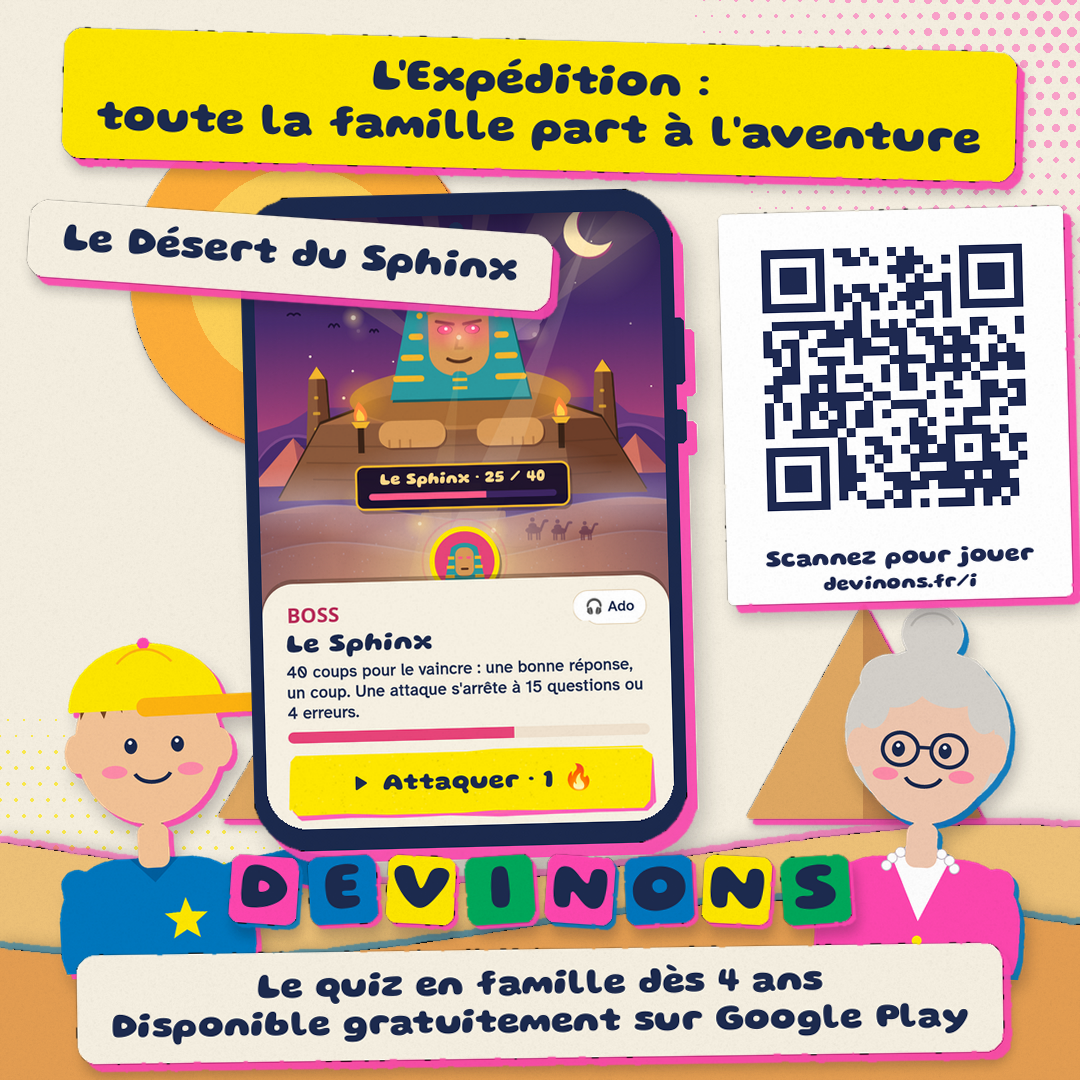 L'Expédition :
toute la famille part à l'aventure
Le Désert du Sphinx
Le Sphinx · 25 / 40
BOSS
Ado
Le Sphinx
40 coups pour le vaincre : une bonne réponse,
un coup. Une attaque s'arrête à 15 questions ou
4 erreurs.
Attaquer · 1
Scannez pour jouer
devinons.fr/i
DEVINONS
Le quiz en famille dès 4 ans
Disponible gratuitement sur Google Play